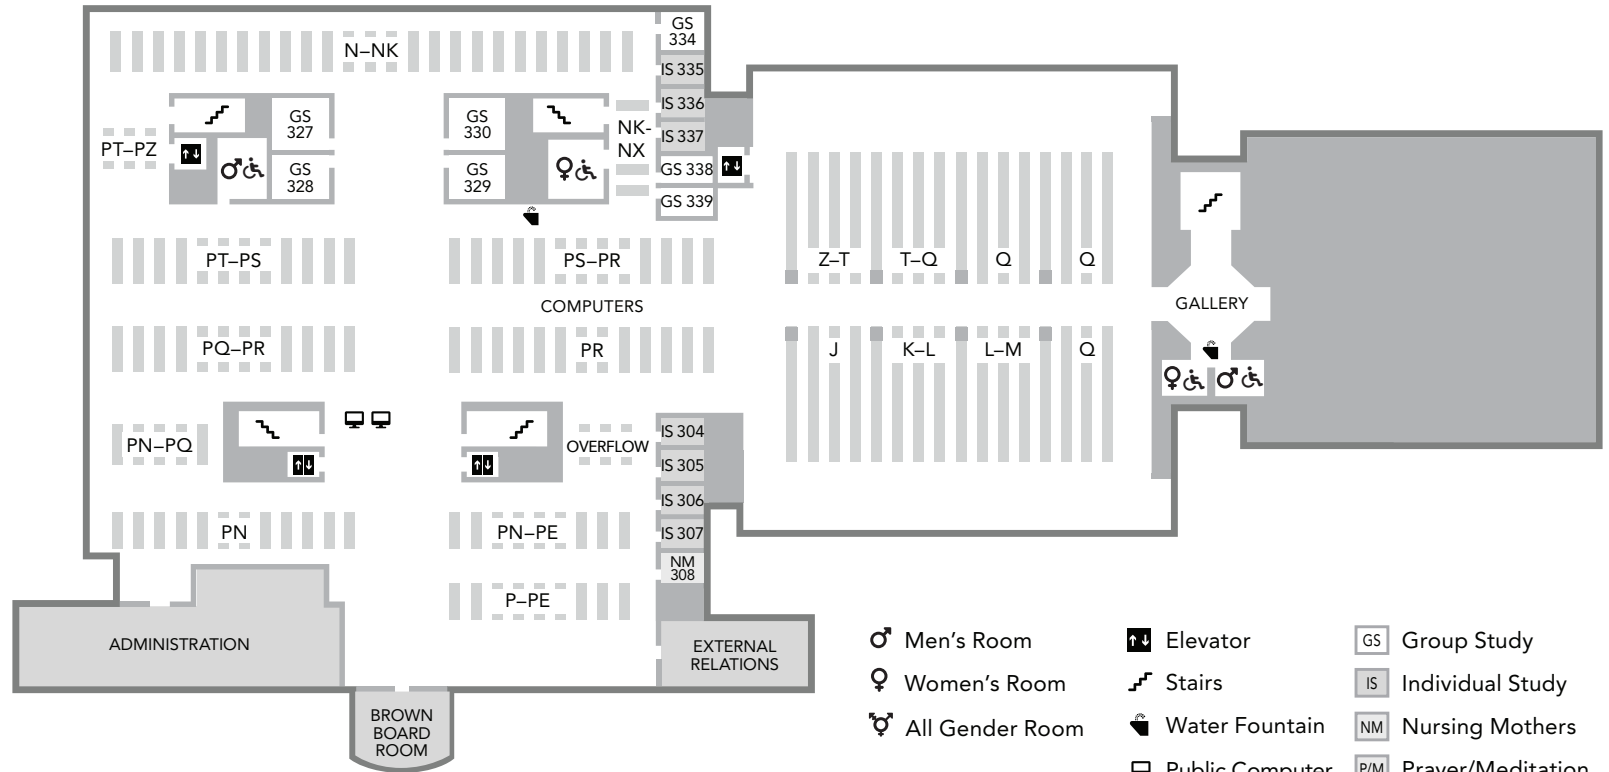 GS
334
N–NK
IS 335
IS 336
GS
327
GS
330
NK-
NX
IS 337
PT–PZ
GS
328
GS
329
GS 338
GS 339
PT–PS
PS–PR
Z–T
T–Q
Q
Q
COMPUTERS
GALLERY
PQ–PR
PR
J
K–L
L–M
Q
PN–PQ
OVERFLOW
IS 304
IS 305
IS 306
IS 307
PN
PN–PE
NM
308
P–PE
ADMINISTRATION
EXTERNAL
RELATIONS
BROWN
BOARD
ROOM
Men's Room
Women's Room
All Gender Room
Elevator
Stairs
Water Fountain
Public Computer
GS Group Study
IS Individual Study
NM Nursing Mothers
P/M Prayer/Meditation